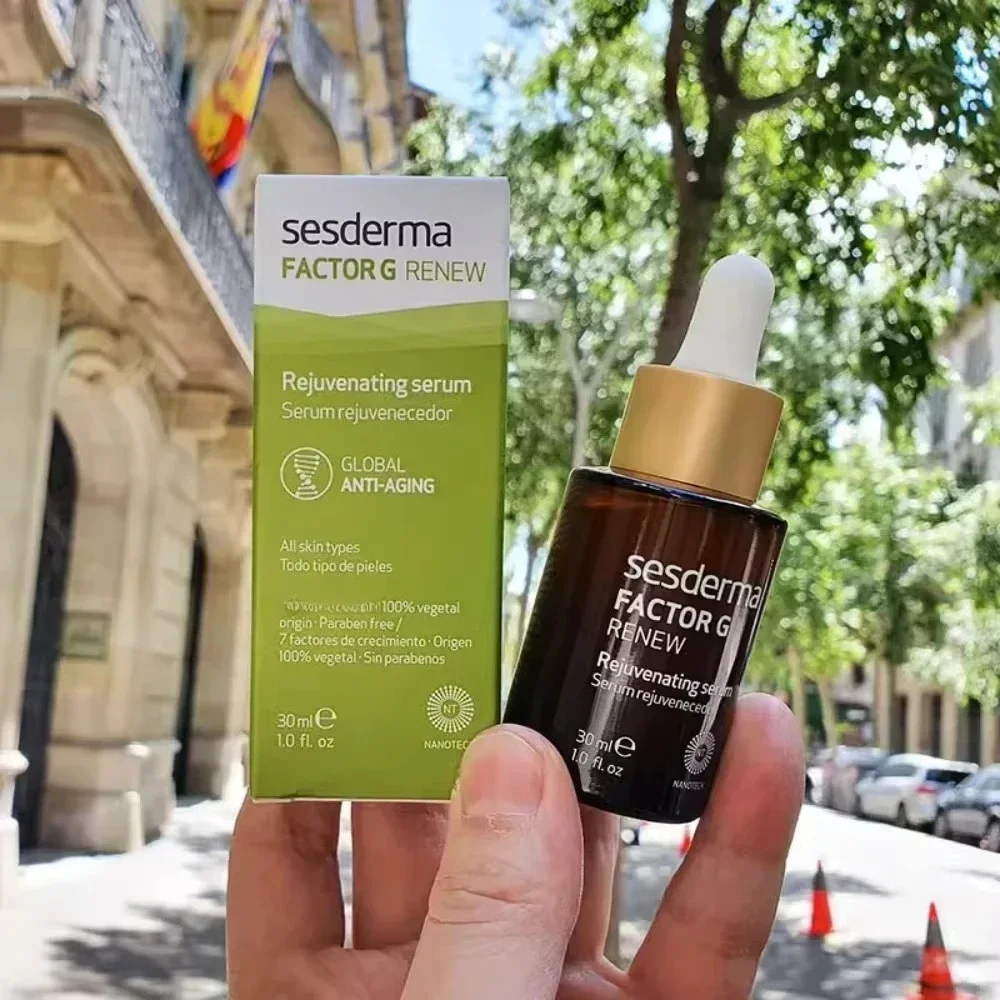 sesderma
FACTOR G RENEW
Rejuvenating serum
Serum rejuvenecedor
GLOBAL
ANTI-AGING
All skin types
Todo tipo de pieles
100% vegetal
origin · Paraben free /
7 factores de crecimiento · Origen
100% vegetal · Sin parabenos
30 ml e
1.0 fl. oz
NT
NANOTECH
sesderma
FACTOR G
RENEW
Rejuvenating serum
Serum rejuvenecedor
30 ml e
1.0 fl. oz
NT
NANOTECH